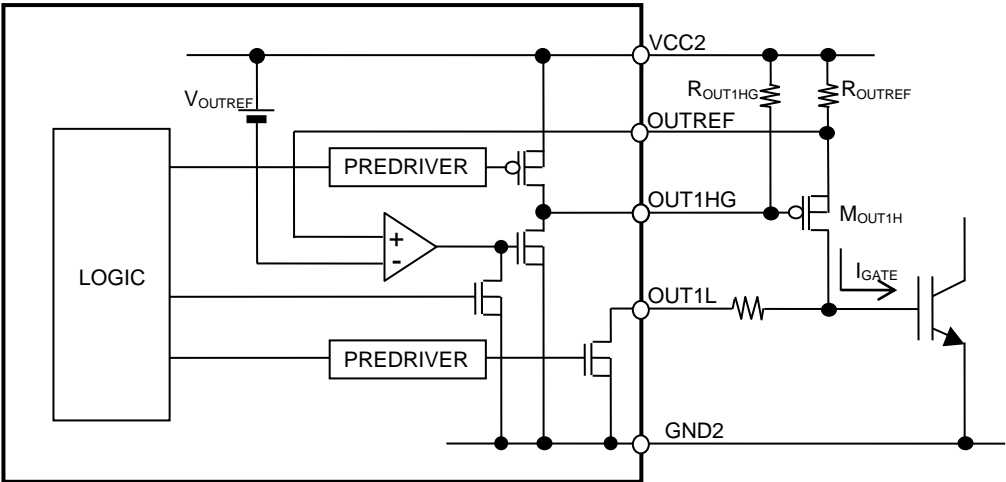 VCC2
VOUTREF
ROUT1HG
ROUTREF
OUTREF
PREDRIVER
OUT1HG
MOUT1H
+
-
LOGIC
IGATE
OUT1L
PREDRIVER
GND2